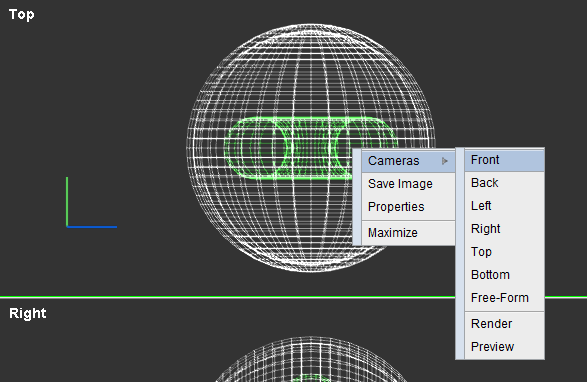 Top
Cameras
Save Image
Properties
Maximize
Front
Back
Left
Right
Top
Bottom
Free-Form
Render
Preview
Right